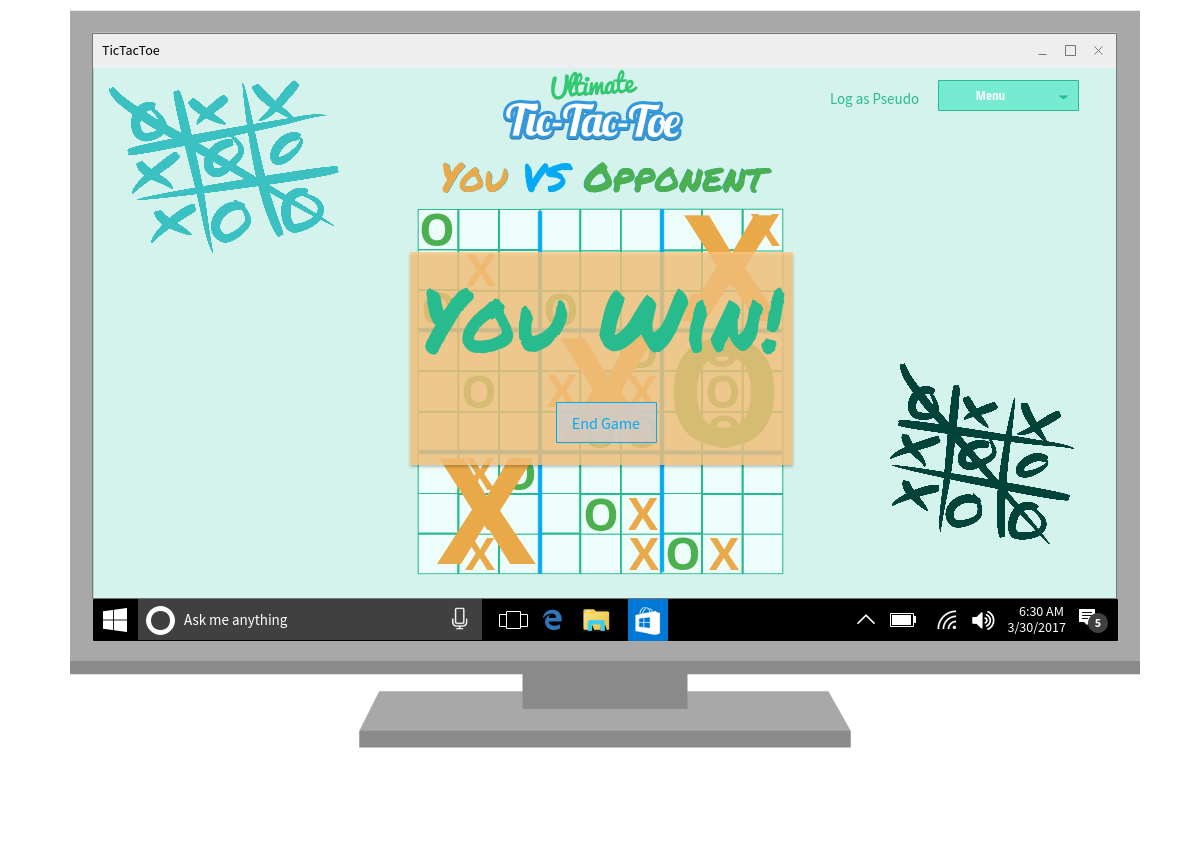 TicTacToe
Ultimate
Tic-Tac-Toe
Log as Pseudo
Menu
You VS Opponent
O X X
X
You Win!
O O
X O O
O X X O
End Game
X O
X
O X
X X O X
Ask me anything
6:30 AM
3/30/2017
5